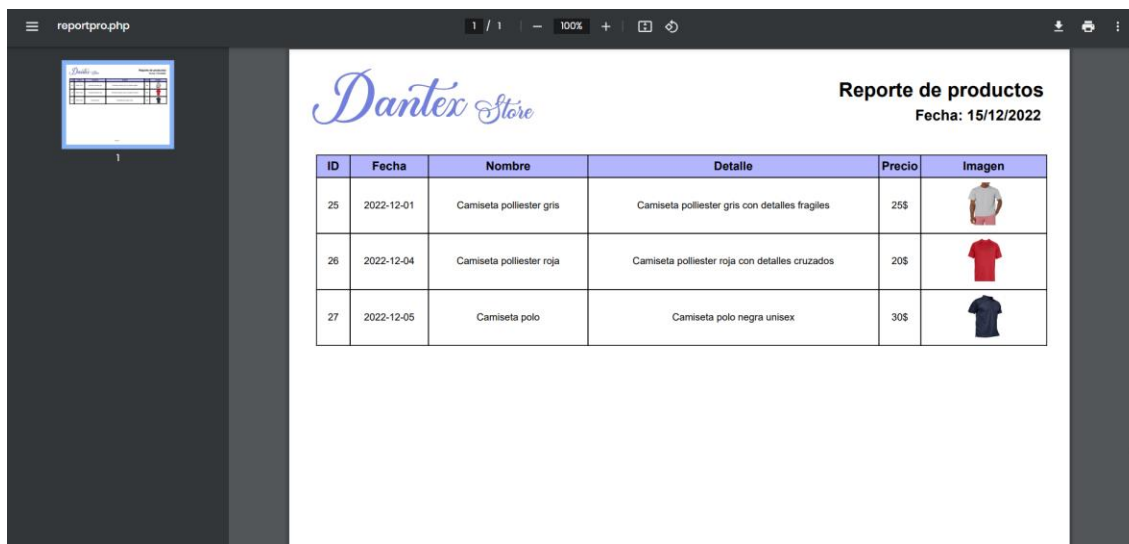 reportpro.php
1 / 1
100%
1
Dantex Store
Reporte de productos
Fecha: 15/12/2022
ID Fecha Nombre Detalle Precio Imagen
25 2022-12-01 Camiseta polliester gris Camiseta polliester gris con detalles fragiles 25$
26 2022-12-04 Camiseta polliester roja Camiseta polliester roja con detalles cruzados 20$
27 2022-12-05 Camiseta polo Camiseta polo negra unisex 30$